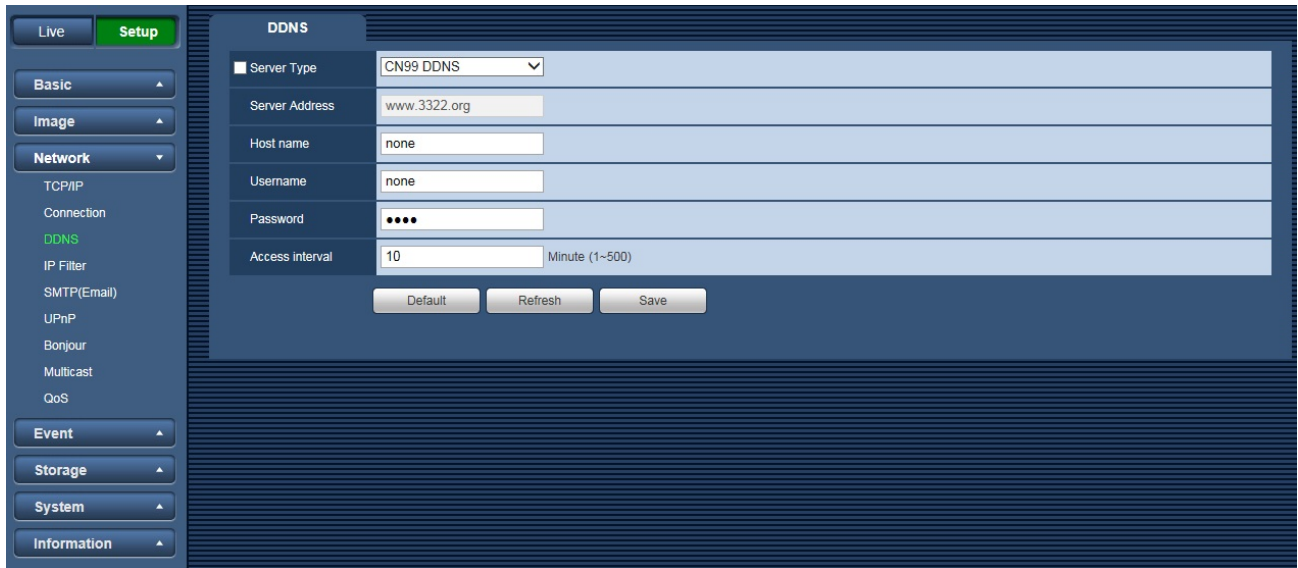 Live Setup
Basic
Image
Network
TCP/IP
Connection
DDNS
IP Filter
SMTP(Email)
UPnP
Bonjour
Multicast
QoS
Event
Storage
System
Information
DDNS
Server Type CN99 DDNS
Server Address www.3322.org
Host name none
Username none
Password ••••
Access interval 10 Minute (1~500)
Default Refresh Save